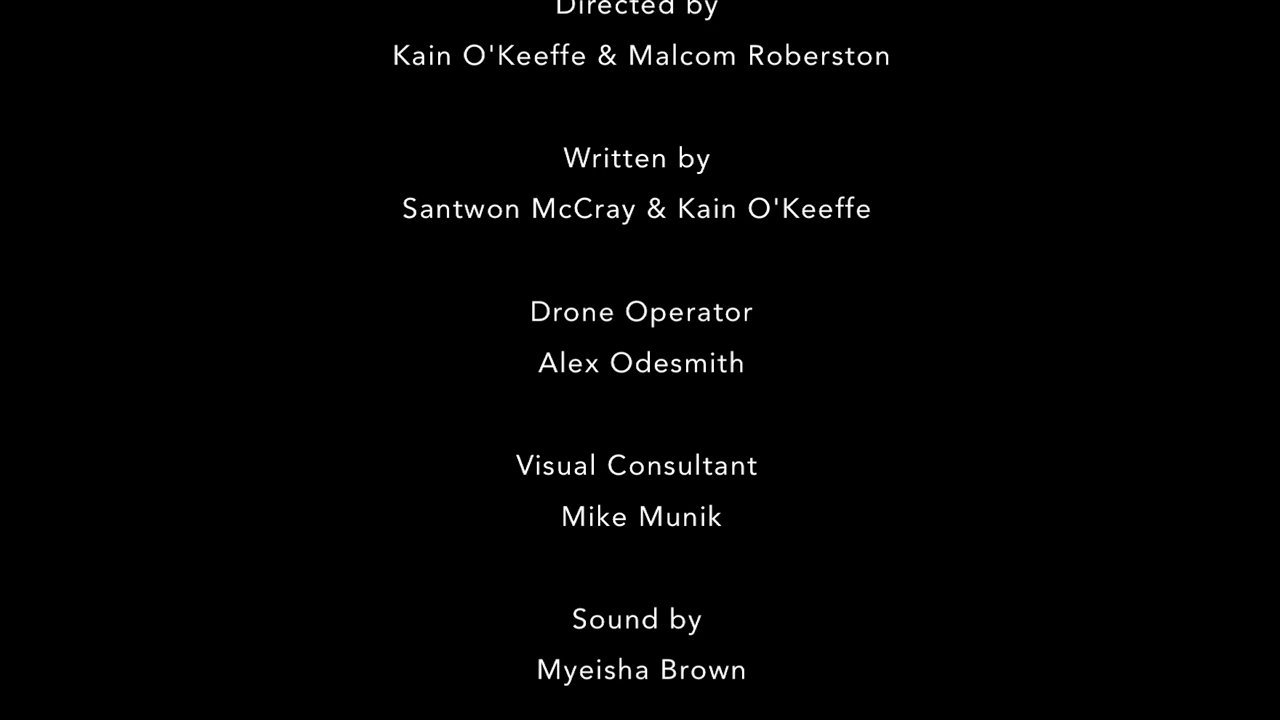 Directed by
Kain O'Keeffe & Malcom Roberston
Written by
Santwon McCray & Kain O'Keeffe
Drone Operator
Alex Odesmith
Visual Consultant
Mike Munik
Sound by
Myeisha Brown